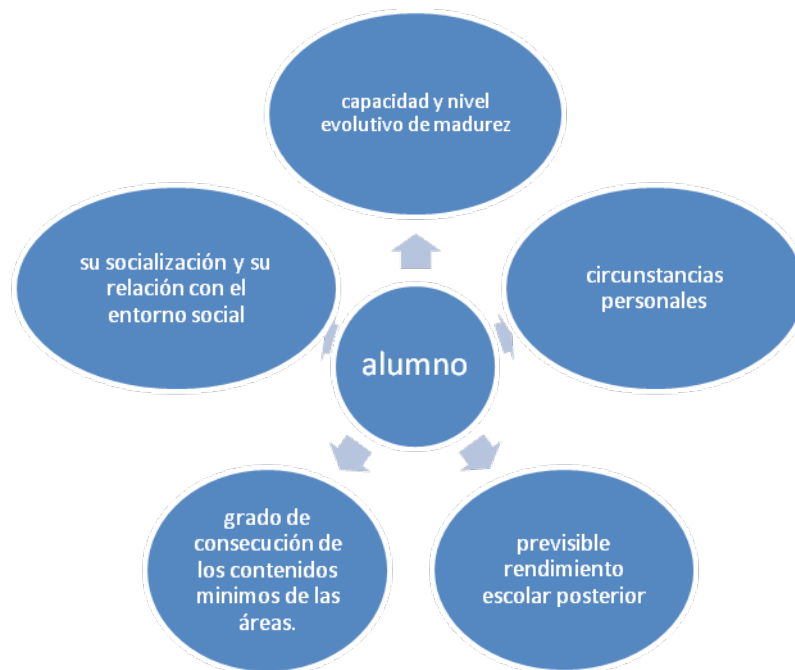 capacidad y nivel
evolutivo de madurez
su socialización y su
relación con el
entorno social
circunstancias
personales
alumno
grado de
consecución de
los contenidos
minimos de las
áreas.
previsible
rendimiento
escolar posterior